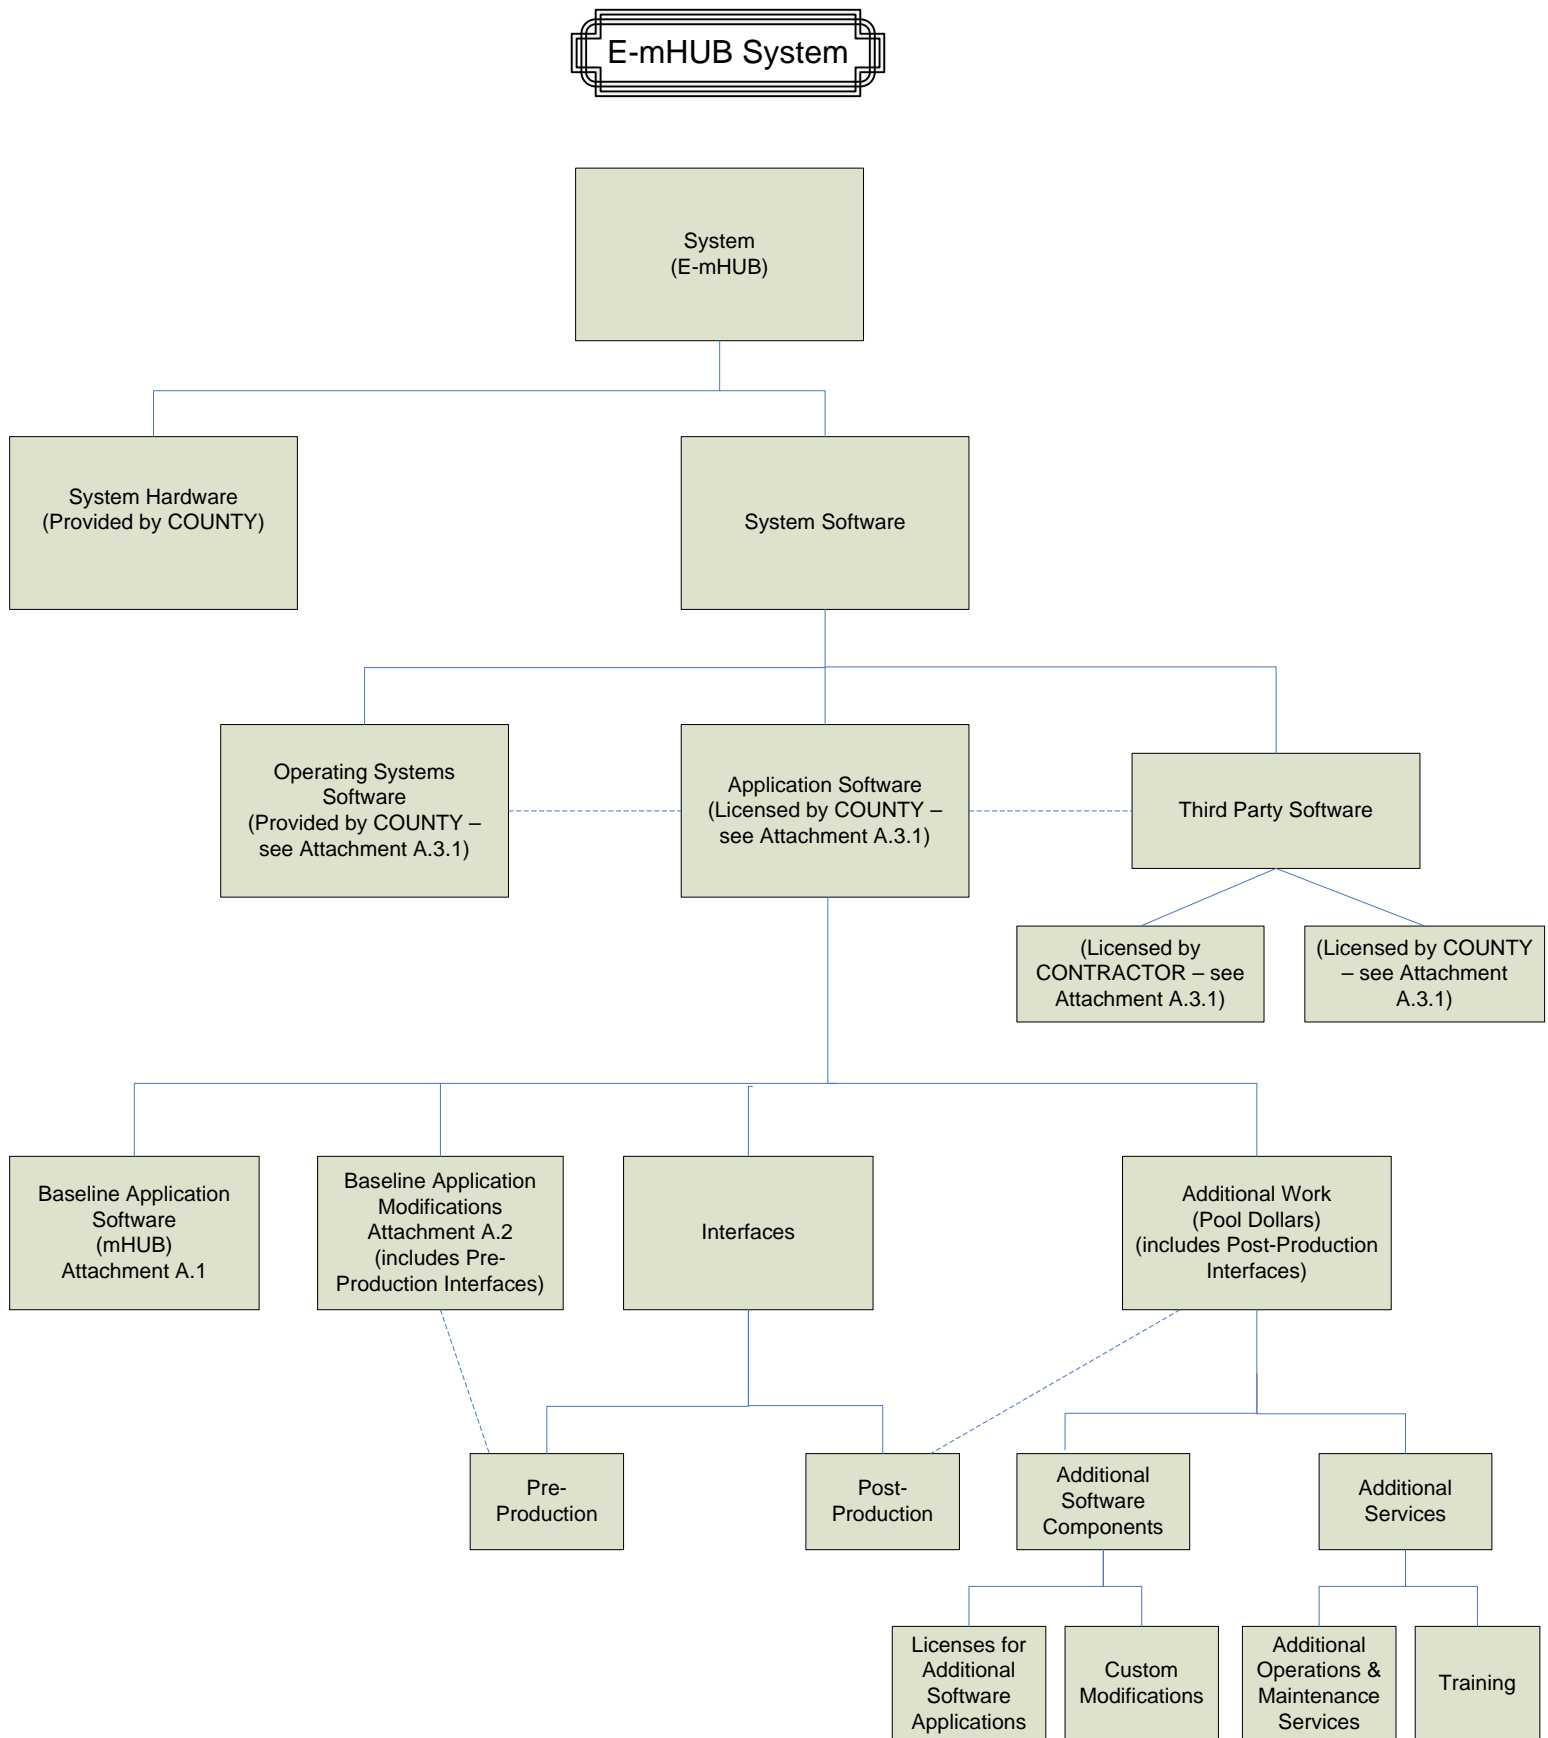 E-mHUB System
System
(E-mHUB)
System Hardware
(Provided by COUNTY)
System Software
Operating Systems
Software
(Provided by COUNTY –
see Attachment A.3.1)
Application Software
(Licensed by COUNTY –
see Attachment A.3.1)
Third Party Software
(Licensed by
CONTRACTOR – see
Attachment A.3.1)
(Licensed by COUNTY
– see Attachment
A.3.1)
Baseline Application
Software
(mHUB)
Attachment A.1
Baseline Application
Modifications
Attachment A.2
(includes Pre-
Production Interfaces)
Interfaces
Additional Work
(Pool Dollars)
(includes Post-Production
Interfaces)
Pre-
Production
Post-
Production
Additional
Software
Components
Additional
Services
Licenses for
Additional
Software
Applications
Custom
Modifications
Additional
Operations &
Maintenance
Services
Training